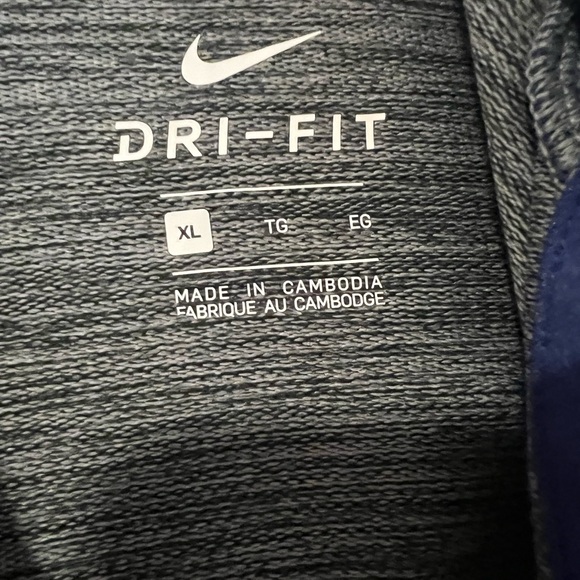 DRI-FIT
XL TG EG
MADE IN CAMBODIA
FABRIQUE AU CAMBODGE